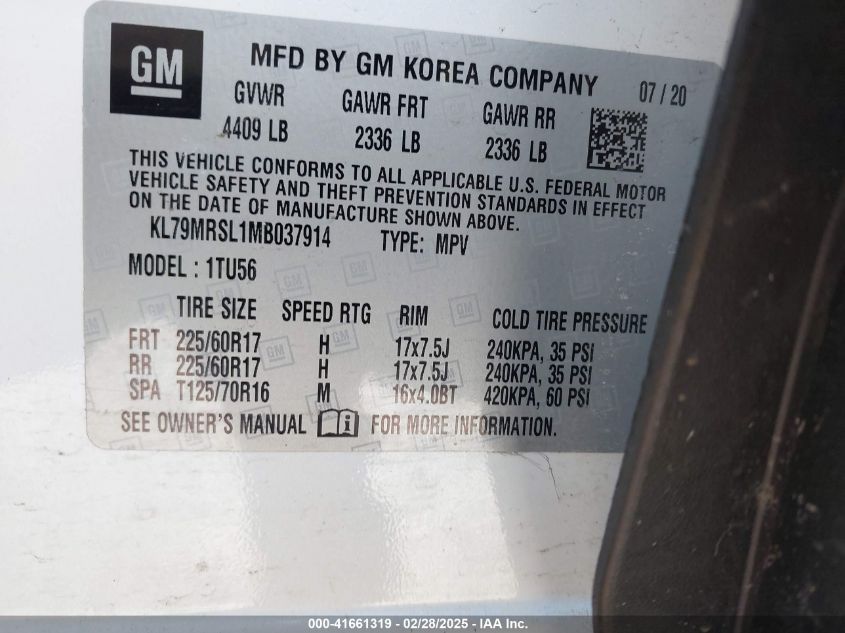 GM
MFD BY GM KOREA COMPANY 07 / 20
GVWR GAWR FRT GAWR RR
4409 LB 2336 LB 2336 LB
THIS VEHICLE CONFORMS TO ALL APPLICABLE U.S. FEDERAL MOTOR
VEHICLE SAFETY AND THEFT PREVENTION STANDARDS IN EFFECT
ON THE DATE OF MANUFACTURE SHOWN ABOVE.
KL79MRSL1MB037914 TYPE: MPV
MODEL : 1TU56
TIRE SIZE SPEED RTG RIM COLD TIRE PRESSURE
FRT 225/60R17 H 17x7.5J 240KPA, 35 PSI
RR 225/60R17 H 17x7.5J 240KPA, 35 PSI
SPA T125/70R16 M 16x4.0BT 420KPA, 60 PSI
SEE OWNER'S MANUAL i FOR MORE INFORMATION.
000-41661319 - 02/28/2025 - IAA Inc.